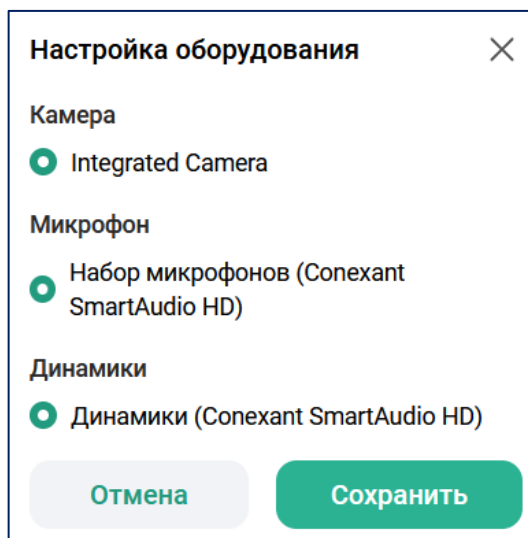 Настройка оборудования
Камера
Integrated Camera
Микрофон
Набор микрофонов (Conexant
SmartAudio HD)
Динамики
Динамики (Conexant SmartAudio HD)
Отмена
Сохранить